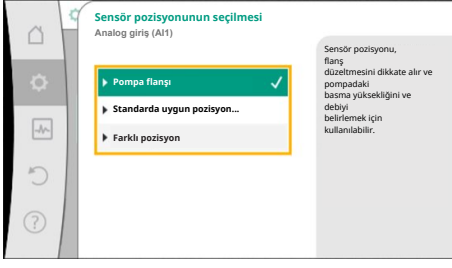 Sensör pozisyonunun seçilmesi
Analog giriş (AI1)
Pompa flanşı
Standarda uygun pozisyon...
Farklı pozisyon
Sensör pozisyonu,
flanş
düzeltmesini dikkate alır ve
pompadaki
basma yüksekliğini ve
debiyi
belirlemek için
kullanılabilir.